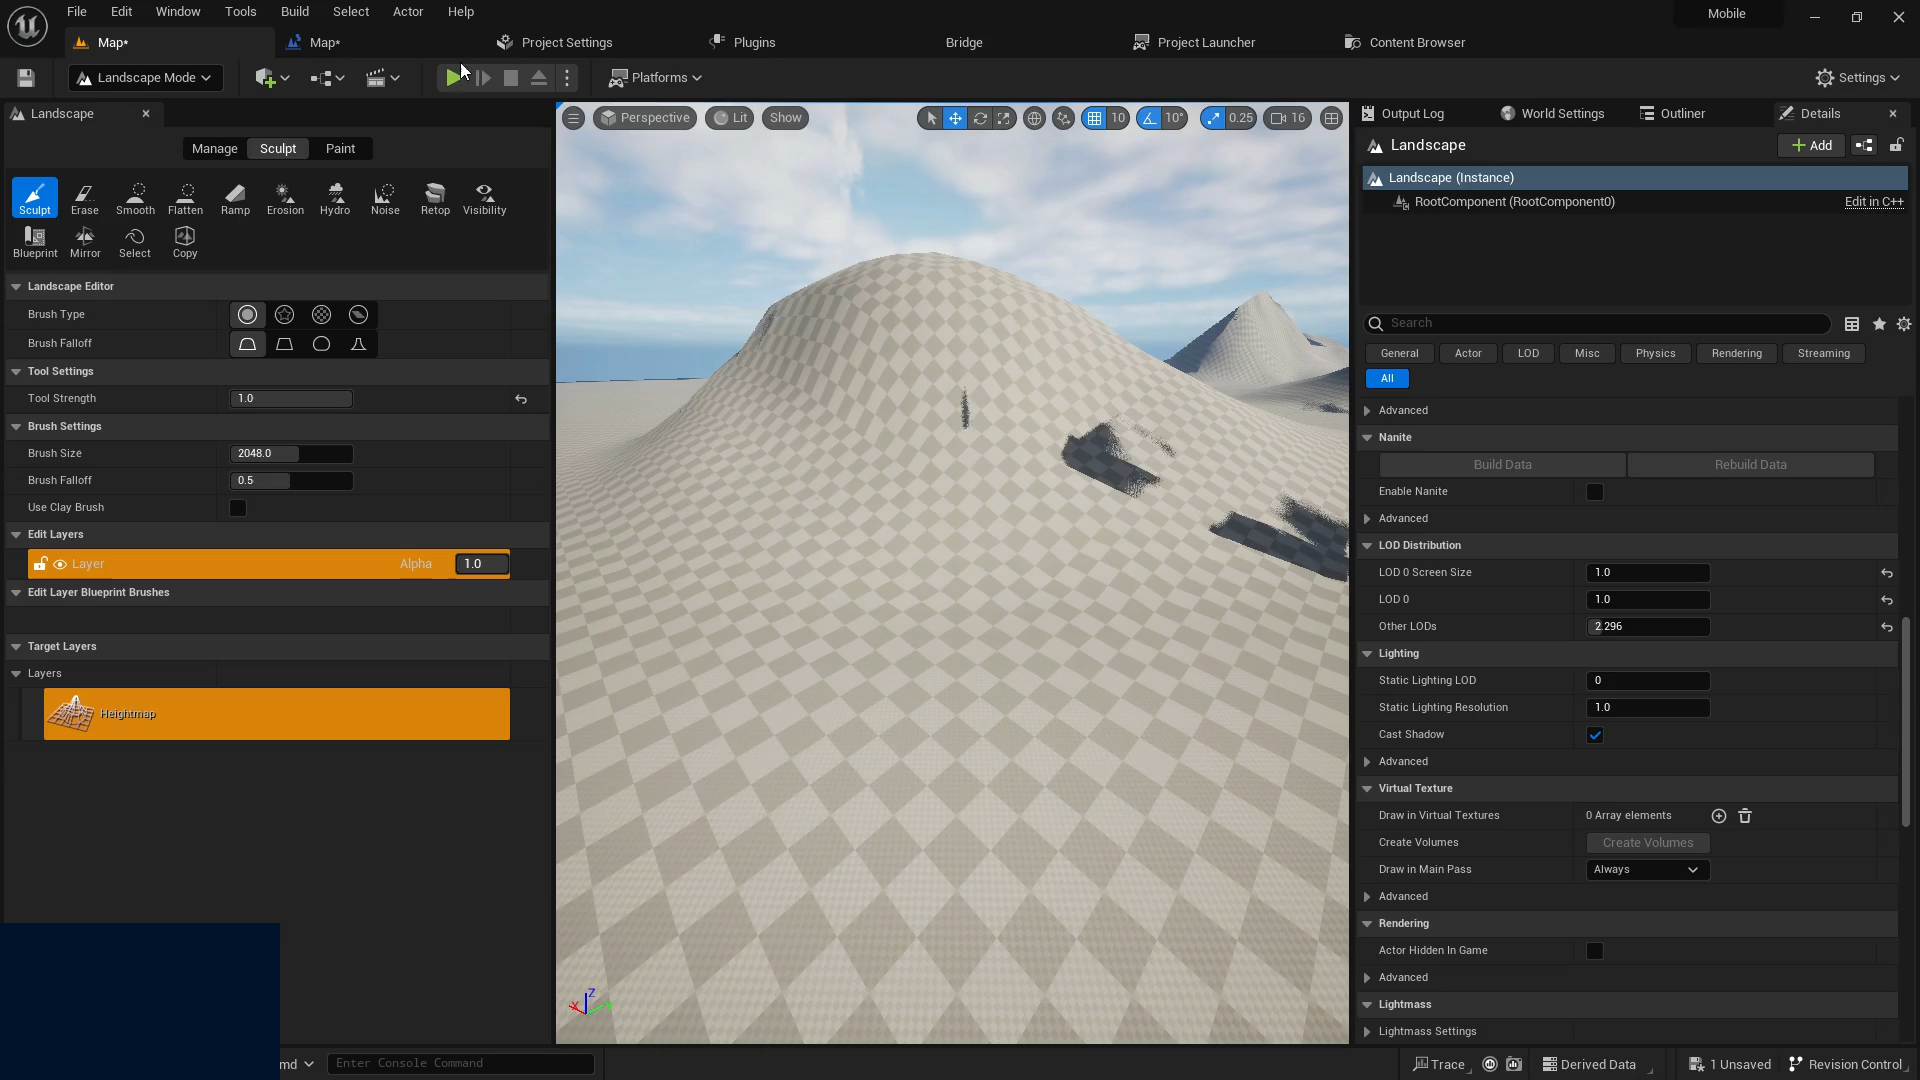 File Edit Window Tools Build Select Actor Help Mobile
Map* Map* Project Settings Plugins Bridge Project Launcher Content Browser
Landscape Mode Platforms Settings
Landscape
Manage Sculpt Paint
Sculpt Erase Smooth Flatten Ramp Erosion Hydro Noise Retop Visibility
Blueprint Mirror Select Copy
Landscape Editor
Brush Type
Brush Falloff
Tool Settings
Tool Strength 1.0
Brush Settings
Brush Size 2048.0
Brush Falloff 0.5
Use Clay Brush
Edit Layers
Layer Alpha 1.0
Edit Layer Blueprint Brushes
Target Layers
Layers
Heightmap
Perspective Lit Show 10 10° 0.25 16
Z
Output Log World Settings Outliner Details
Landscape Add
Landscape (Instance)
RootComponent (RootComponent0) Edit in C++
Search
General Actor LOD Misc Physics Rendering Streaming
All
Advanced
Nanite
Build Data Rebuild Data
Enable Nanite
Advanced
LOD Distribution
LOD 0 Screen Size 1.0
LOD 0 1.0
Other LODs 2.296
Lighting
Static Lighting LOD 0
Static Lighting Resolution 1.0
Cast Shadow
Advanced
Virtual Texture
Draw in Virtual Textures 0 Array elements
Create Volumes Create Volumes
Draw in Main Pass Always
Advanced
Rendering
Actor Hidden In Game
Advanced
Lightmass
Lightmass Settings
md Enter Console Command Trace Derived Data 1 Unsaved Revision Control